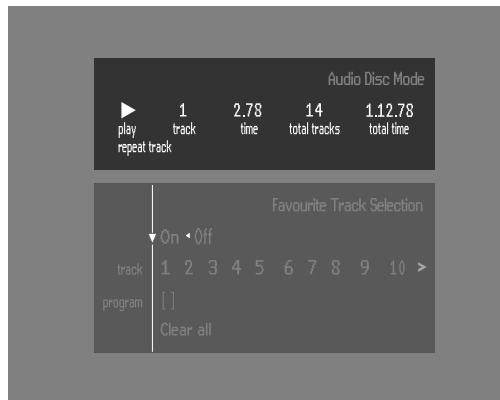 Audio Disc Mode
1 2.78 14 1.12.78
play track time total tracks total time
repeat track
Favourite Track Selection
On Off
track 1 2 3 4 5 6 7 8 9 10 >
program [ ]
Clear all